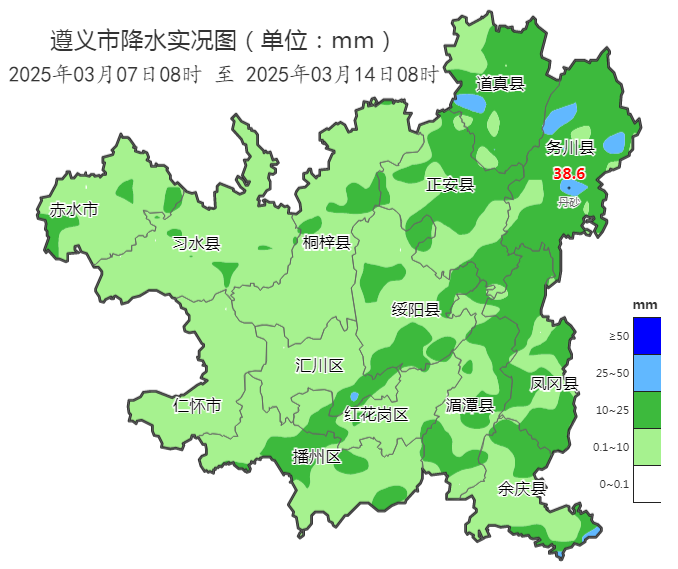 遵义市降水实况图（单位：mm）
2025年03月07日08时 至 2025年03月14日08时
道真县
务川县
38.6
丹砂
正安县
赤水市
习水县
桐梓县
绥阳县
汇川区
仁怀市
红花岗区
湄潭县
凤冈县
播州区
余庆县
mm
≥50
25~50
10~25
0.1~10
0~0.1